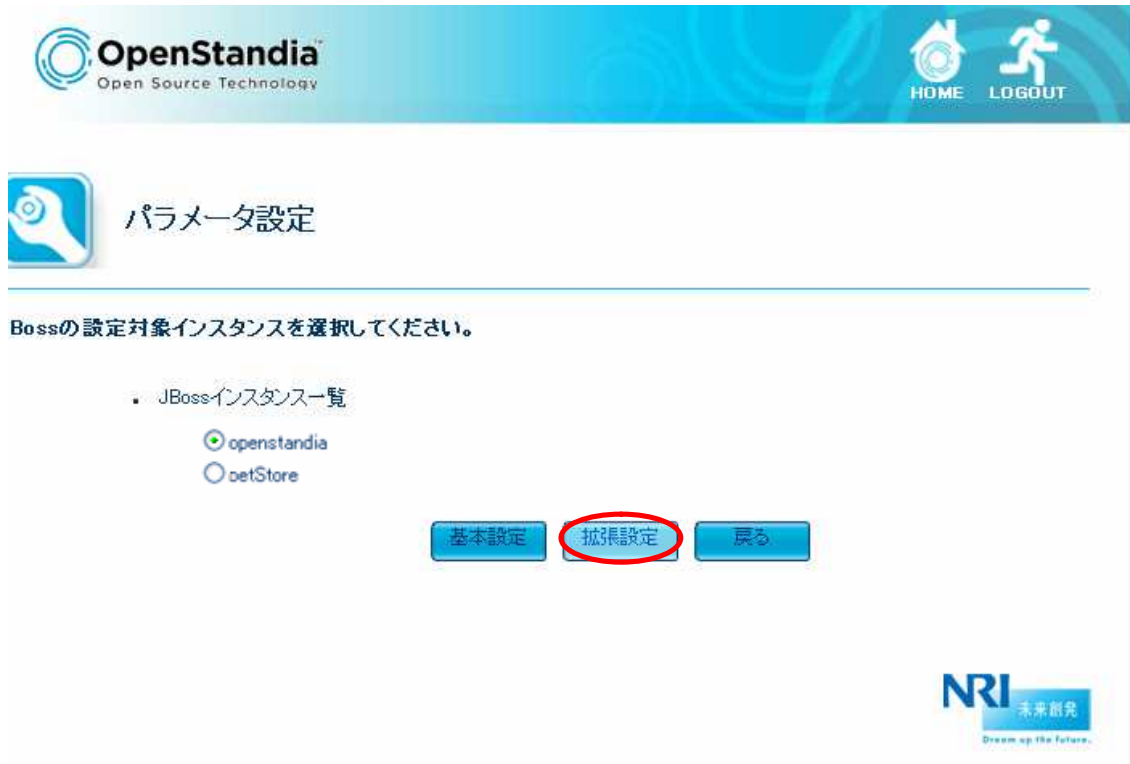 OpenStandia
Open Source Technology
HOME LOGOUT
パラメータ設定
Bossの設定対象インスタンスを選択してください。
JBossインスタンス一覧
openstandia
petStore
基本設定 拡張設定 戻る
NRI
未来創発
Dream up the future.